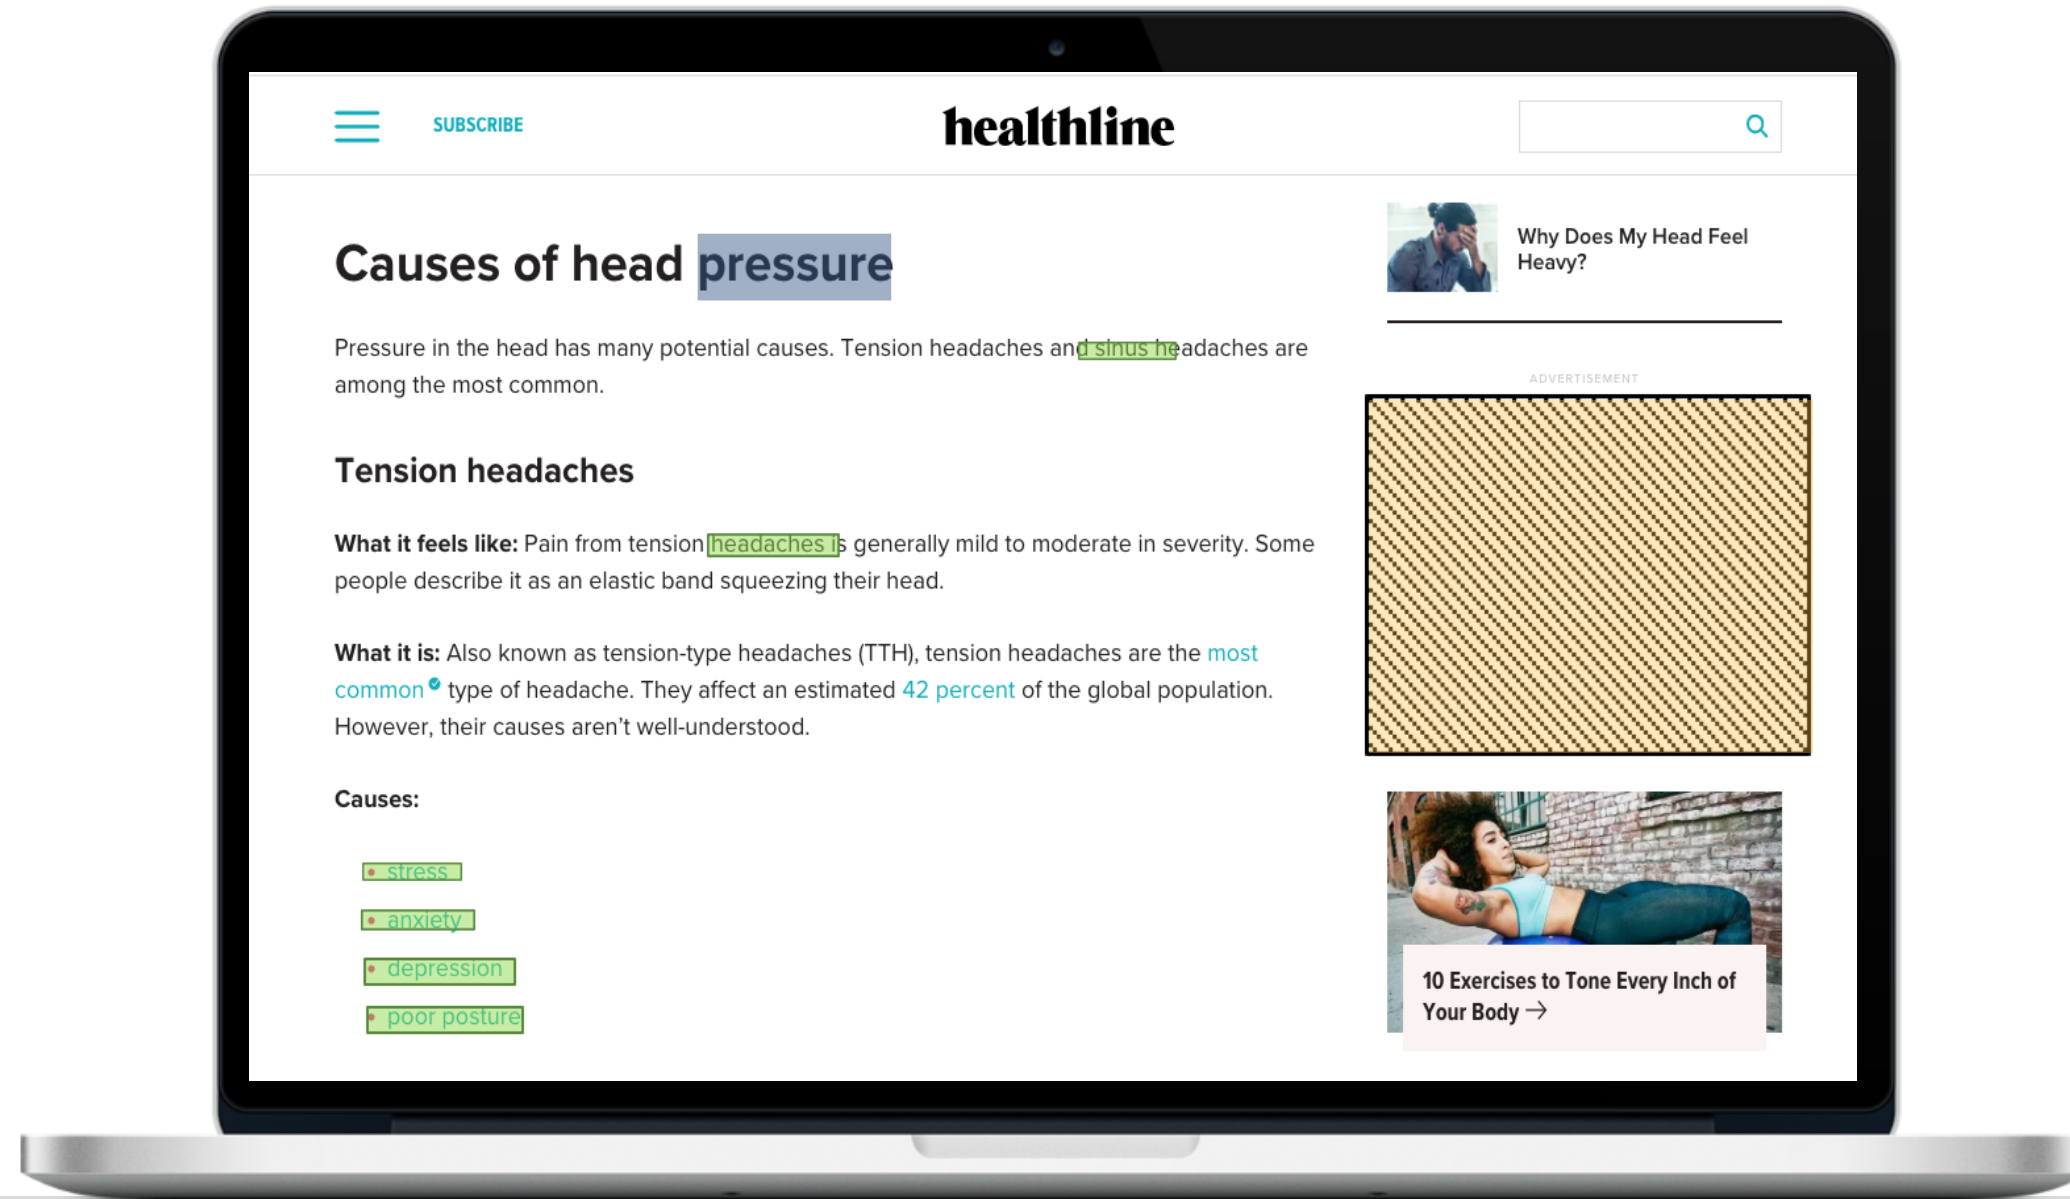 SUBSCRIBE
healthline
Causes of head pressure
Pressure in the head has many potential causes. Tension headaches and sinus headaches are
among the most common.
Tension headaches
What it feels like: Pain from tension headaches is generally mild to moderate in severity. Some
people describe it as an elastic band squeezing their head.
What it is: Also known as tension-type headaches (TTH), tension headaches are the most
common type of headache. They affect an estimated 42 percent of the global population.
However, their causes aren’t well-understood.
Causes:
• stress
• anxiety
• depression
• poor posture
Why Does My Head Feel
Heavy?
ADVERTISEMENT
10 Exercises to Tone Every Inch of
Your Body →